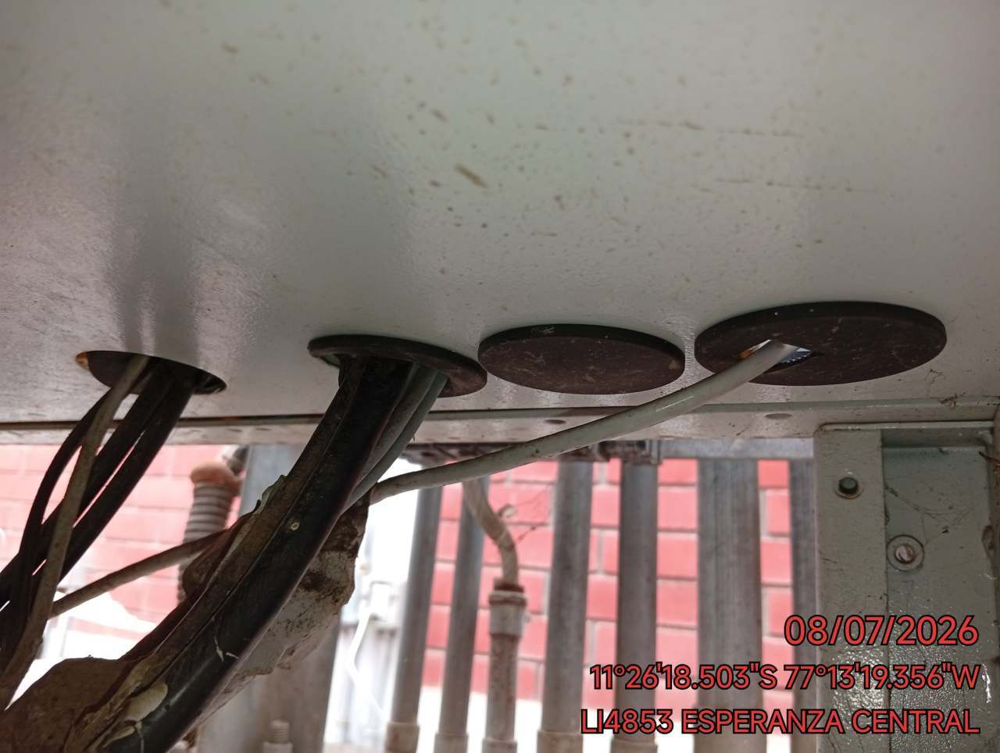 08/07/2026
11°26'18.503"S 77°13'19.356"W
LI4853 ESPERANZA CENTRAL